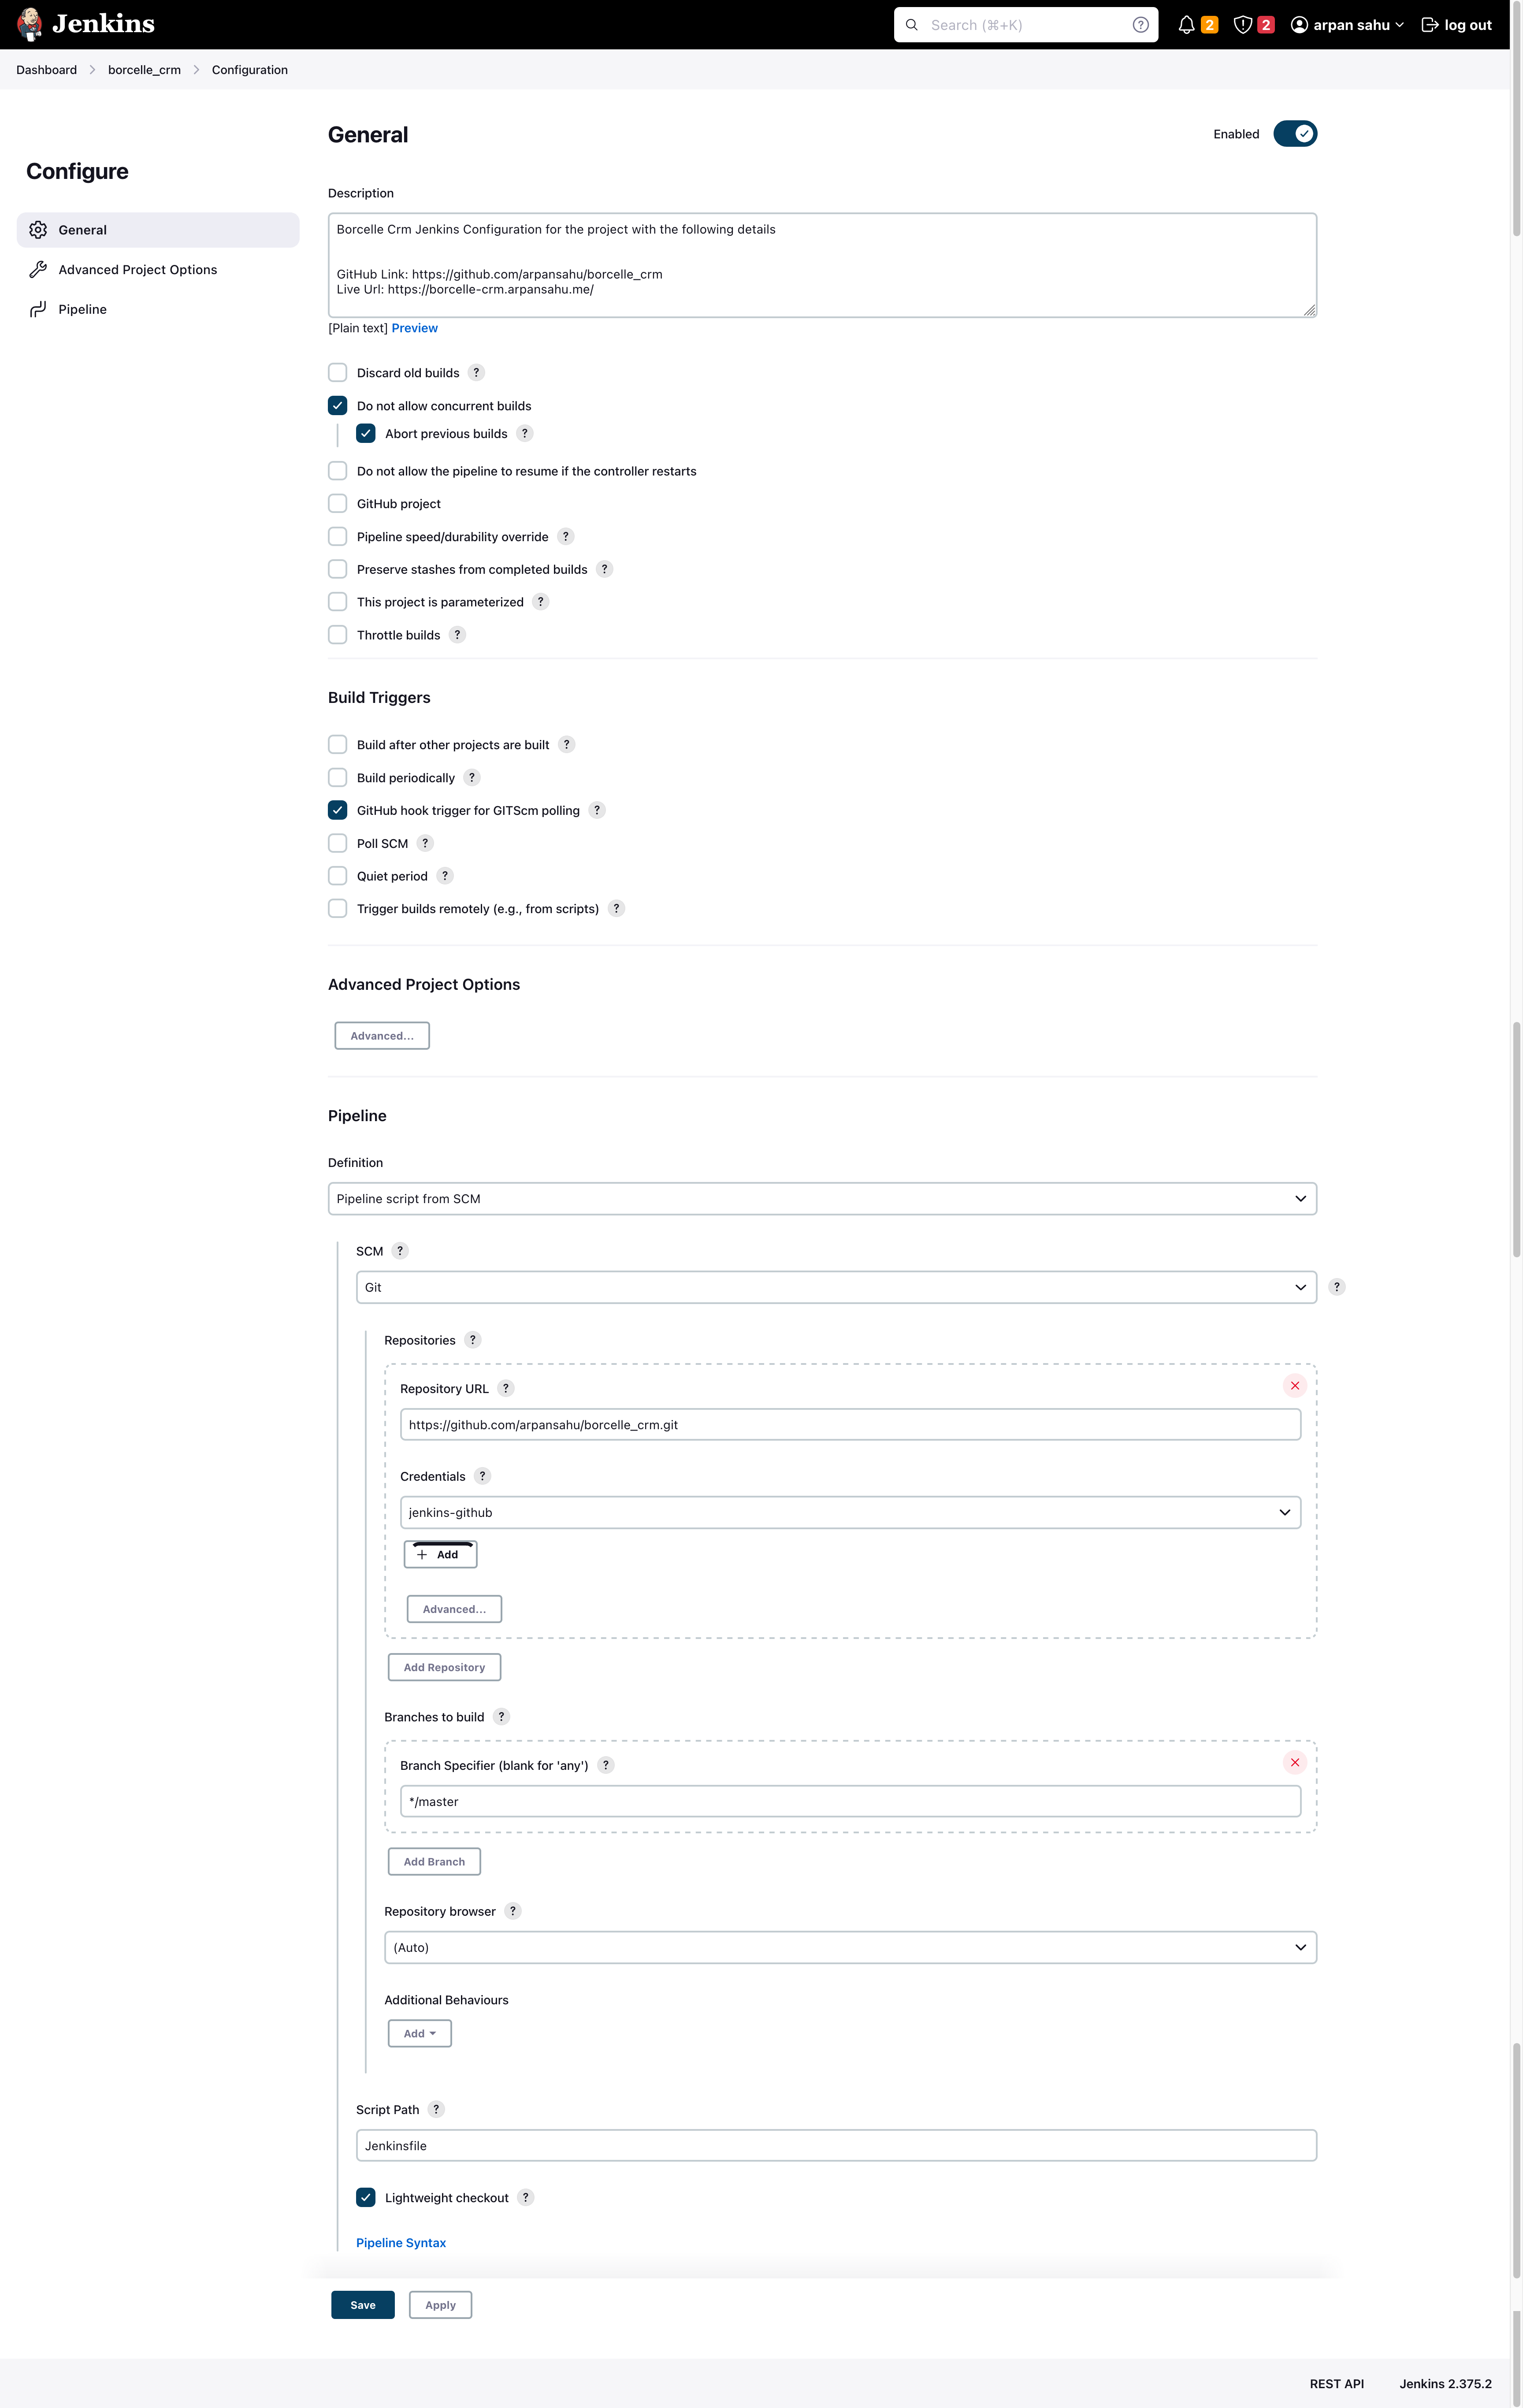 Jenkins
Search (⌘+K)
?
2
2
arpan sahu
log out
Dashboard
borcelle_crm
Configuration
Configure
General
Advanced Project Options
Pipeline
General
Enabled
Description
Borcelle Crm Jenkins Configuration for the project with the following details
GitHub Link: https://github.com/arpansahu/borcelle_crm
Live Url: https://borcelle-crm.arpansahu.me/
[Plain text] Preview
Discard old builds ?
Do not allow concurrent builds
Abort previous builds ?
Do not allow the pipeline to resume if the controller restarts
GitHub project
Pipeline speed/durability override ?
Preserve stashes from completed builds ?
This project is parameterized ?
Throttle builds ?
Build Triggers
Build after other projects are built ?
Build periodically ?
GitHub hook trigger for GITScm polling ?
Poll SCM ?
Quiet period ?
Trigger builds remotely (e.g., from scripts) ?
Advanced Project Options
Advanced...
Pipeline
Definition
Pipeline script from SCM
SCM ?
Git
?
Repositories ?
Repository URL ?
https://github.com/arpansahu/borcelle_crm.git
Credentials ?
jenkins-github
+ Add
Advanced...
Add Repository
Branches to build ?
Branch Specifier (blank for 'any') ?
*/master
Add Branch
Repository browser ?
(Auto)
Additional Behaviours
Add
Script Path ?
Jenkinsfile
Lightweight checkout ?
Pipeline Syntax
Save
Apply
REST API
Jenkins 2.375.2